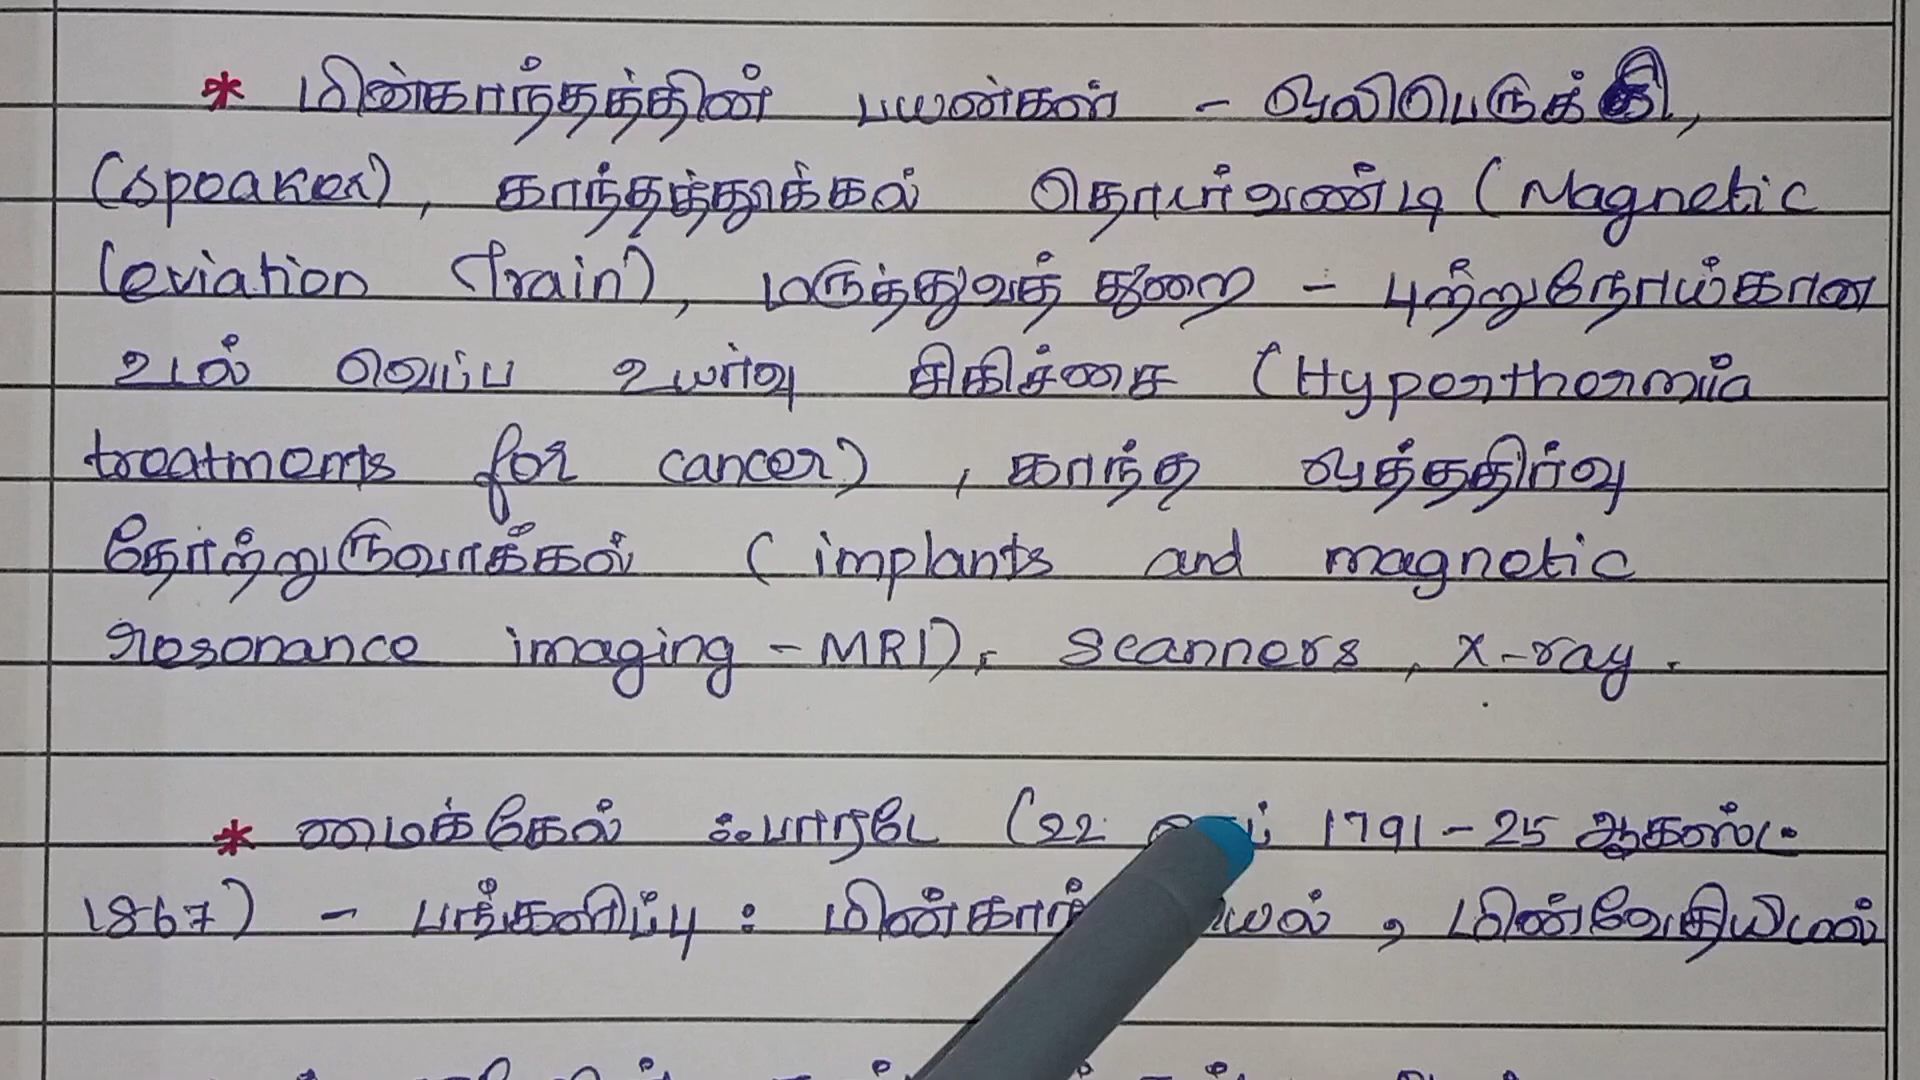 * மின்காந்தத்தின் பயன்கள் - ஒலிபெருக்கி,
(speaker), காந்தத்தூக்கல் தொடர்வண்டி (Magnetic
leviation Train), மருத்துவத் துறை - புற்றுநோய்கான
உடல் வெப்ப உயர்வு சிகிச்சை (Hyperthermia
treatments for cancer), காந்த ஒத்ததிர்வு
தோற்றுருவாக்கல் (implants and magnetic
resonance imaging - MRI), scanners, x-ray.
* மைக்கேல் ஃபாரடே (22 1791 - 25 ஆகஸ்ட்
1867) - பங்களிப்பு : , மின்வேதியியல்